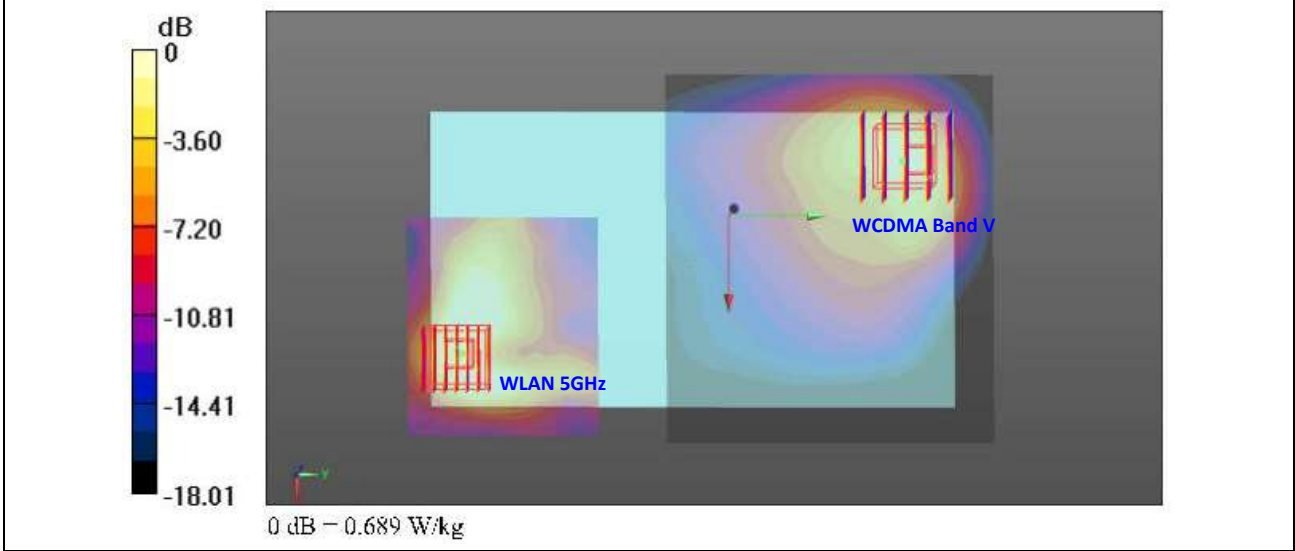 dB
0
-3.60
-7.20
-10.81
-14.41
-18.01
WCDMA Band V
WLAN 5GHz
Y
0 dB = 0.689 W/kg